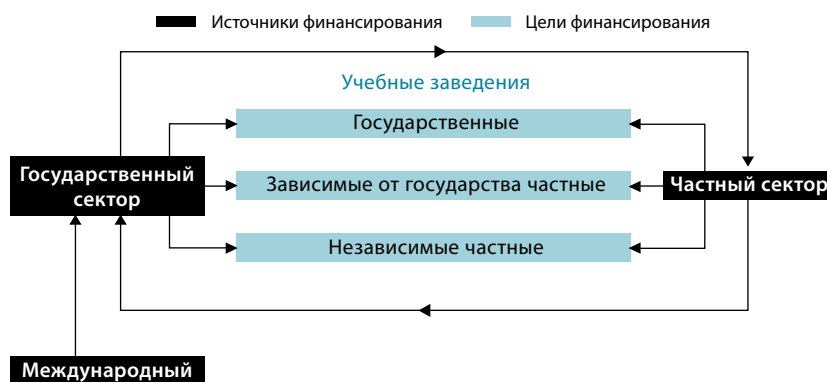 Источники финансирования
Цели финансирования
Учебные заведения
Государственные
Государственный
сектор
Зависимые от государства частные
Частный сектор
Независимые частные
Международный